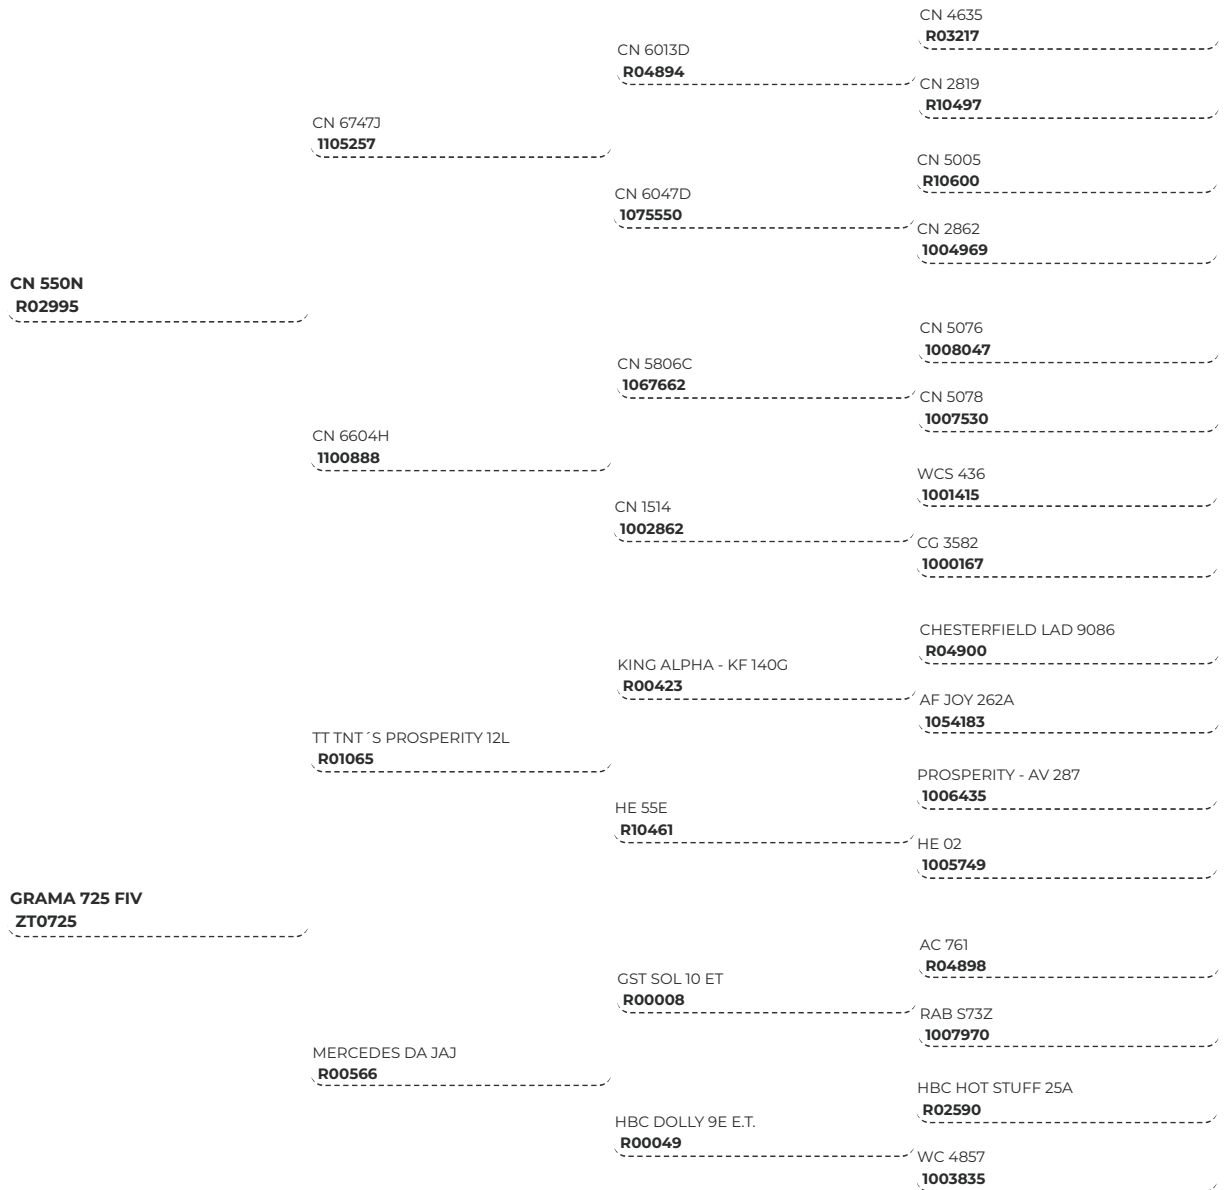 CN 4635
R03217
CN 6013D
R04894
CN 2819
R10497
CN 6747J
1105257
CN 5005
R10600
CN 6047D
1075550
CN 2862
1004969
CN 550N
R02995
CN 5076
1008047
CN 5806C
1067662
CN 5078
1007530
CN 6604H
1100888
WCS 436
1001415
CN 1514
1002862
CG 3582
1000167
CHESTERFIELD LAD 9086
R04900
KING ALPHA - KF 140G
R00423
AF JOY 262A
1054183
TT TNT´S PROSPERITY 12L
R01065
PROSPERITY - AV 287
1006435
HE 55E
R10461
HE 02
1005749
GRAMA 725 FIV
ZT0725
AC 761
R04898
GST SOL 10 ET
R00008
RAB S73Z
1007970
MERCEDES DA JAJ
R00566
HBC HOT STUFF 25A
R02590
HBC DOLLY 9E E.T.
R00049
WC 4857
1003835